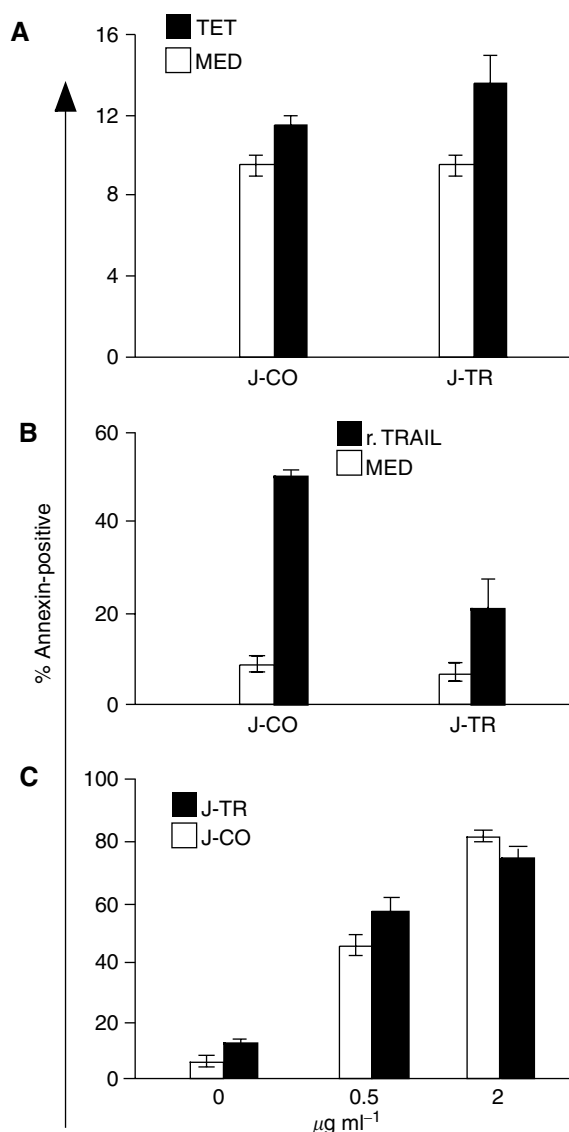 A
TET
MED
16
12
8
4
0
J-CO J-TR
B
r. TRAIL
MED
60
40
20
0
J-CO J-TR
% Annexin-positive
C
J-TR
J-CO
100
80
60
40
20
0
0 0.5 2
μg ml⁻¹